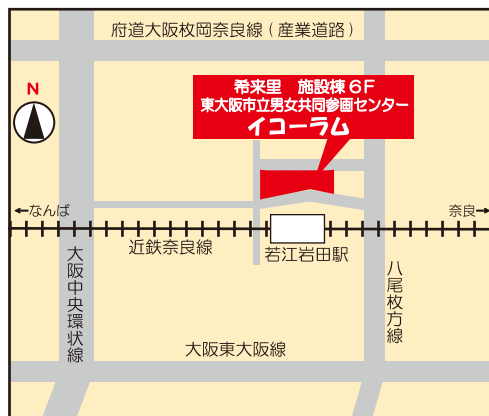 府道大阪枚岡奈良線(産業道路)
N
希来里 施設棟6F
東大阪市立男女共同参画センター
イコーラム
←なんば
奈良→
近鉄奈良線
若江岩田駅
大阪中央環状線
八尾枚方線
大阪東大阪線